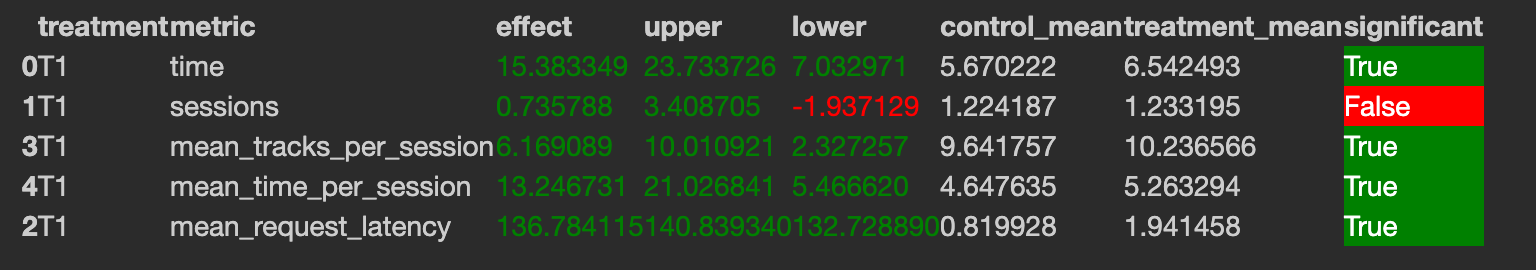 treatment metric effect upper lower control_mean treatment_mean significant
0 T1 time 15.383349 23.733726 7.032971 5.670222 6.542493 True
1 T1 sessions 0.735788 3.408705 -1.937129 1.224187 1.233195 False
3 T1 mean_tracks_per_session 6.169089 10.010921 2.327257 9.641757 10.236566 True
4 T1 mean_time_per_session 13.246731 21.026841 5.466620 4.647635 5.263294 True
2 T1 mean_request_latency 136.784115 140.839340 132.728890 0.819928 1.941458 True